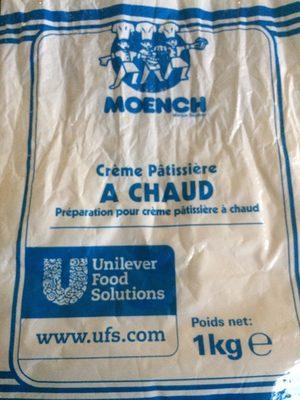 MOENCH
Crème Pâtissière
A CHAUD
Préparation pour crème pâtissière à chaud
Unilever
Food
Solutions
www.ufs.com
Poids net:
1kg e